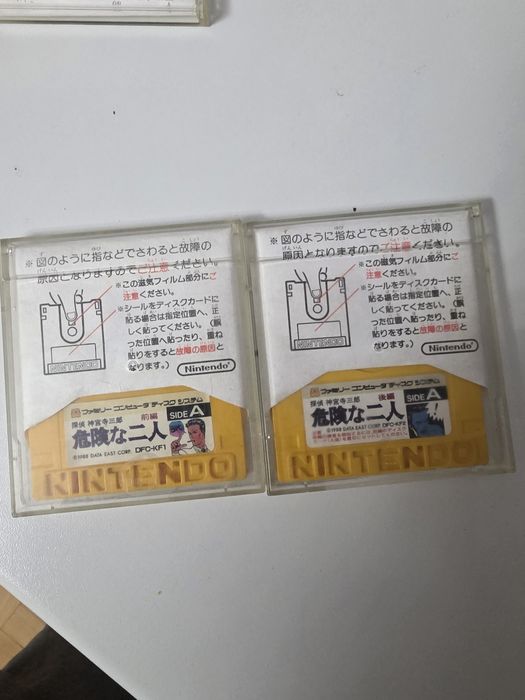 ※図のように指などでさわると故障の
原因となりますのでご注意ください。
※この磁気フィルム部分にご
注意ください。
※シールをディスクカードに
貼る場合は指定位置へ、正
しく貼ってください。(誤
った位置へ貼ったり、重ね
貼りをすると故障の原因と
なります。)
NINTENDO
Nintendo
ファミリー コンピュータ ディスク システム
探偵 神宮寺三郎
前編
SIDE A
危険な二人
©1988 DATA EAST CORP. DFC-KF1
NINTENDO
※図のように指などでさわると故障の
原因となりますのでご注意ください。
※この磁気フィルム部分にご
注意ください。
※シールをディスクカードに
貼る場合は指定位置へ、正
しく貼ってください。(誤
った位置へ貼ったり、重ね
貼りをすると故障の原因と
なります。)
NINTENDO
Nintendo
ファミリー コンピュータ ディスク システム
探偵 神宮寺三郎
後編
SIDE A
危険な二人
©1988 DATA EAST CORP. DFC-KF2
NINTENDO